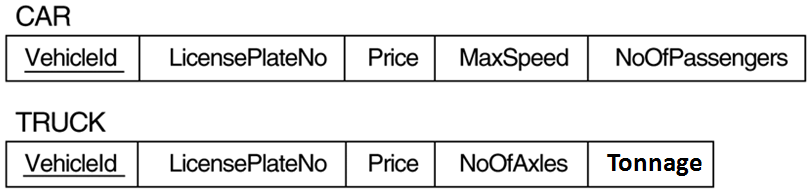 CAR
VehicleId LicensePlateNo Price MaxSpeed NoOfPassengers
TRUCK
VehicleId LicensePlateNo Price NoOfAxles Tonnage